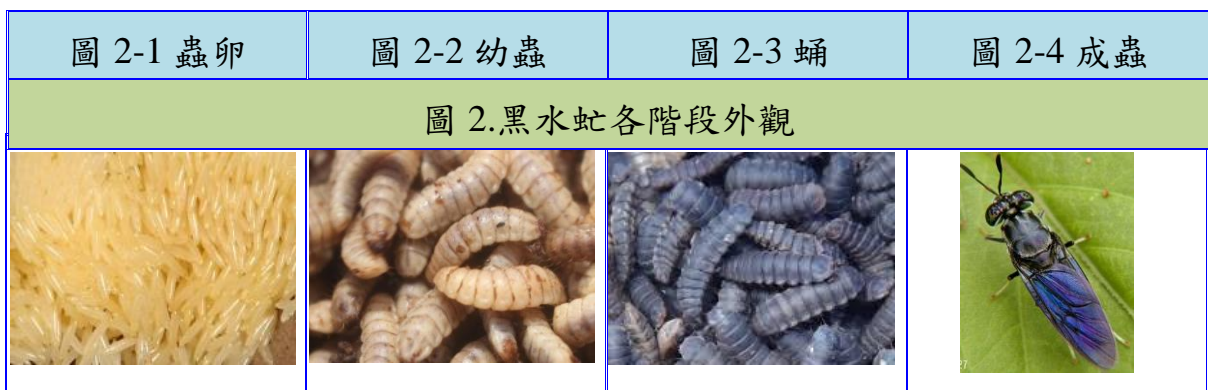 圖 2-1 蟲卵
圖 2-2 幼蟲
圖 2-3 蛹
圖 2-4 成蟲
圖 2.黑水虻各階段外觀
27